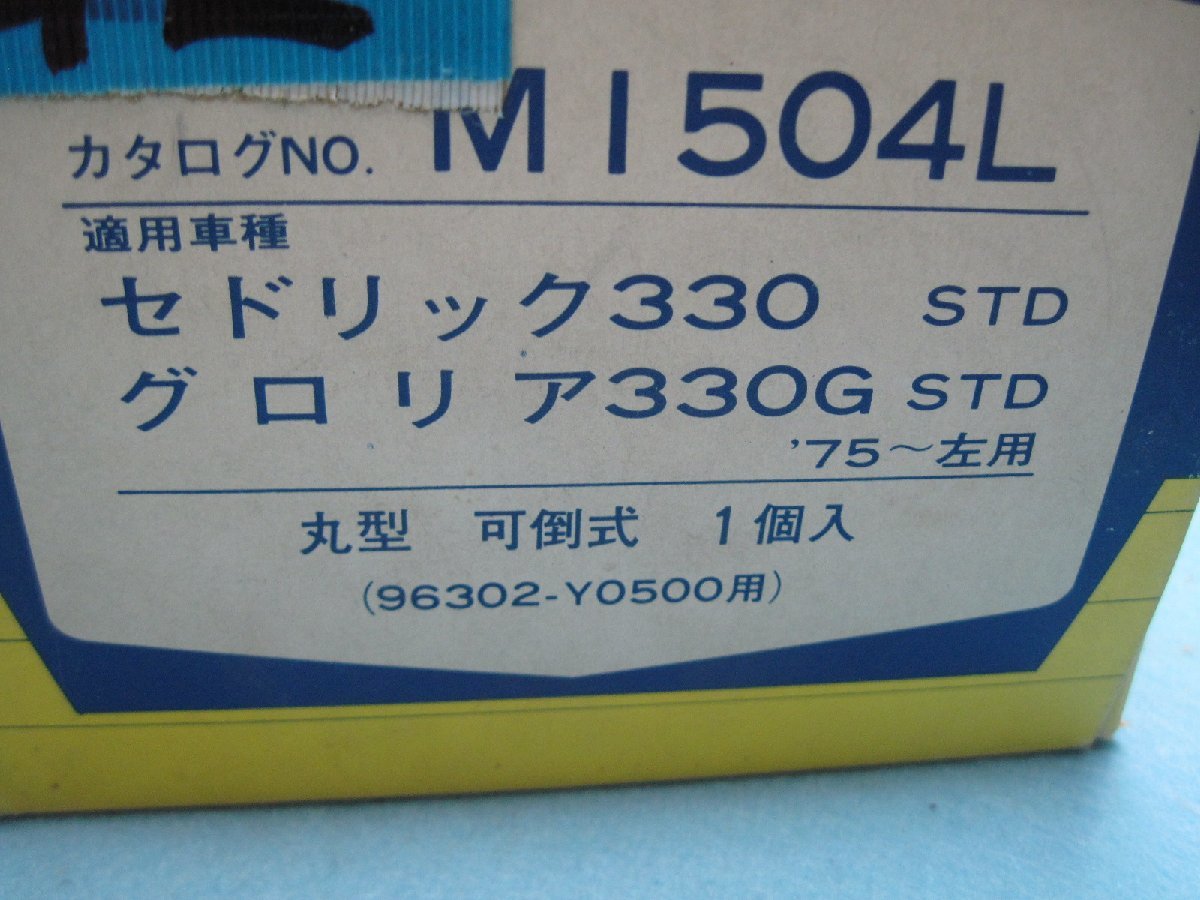 カタログNO. M1504L
適用車種
セドリック330 STD
グロリア330G STD
'75～左用
丸型 可倒式 1個入
(96302-Y0500用)